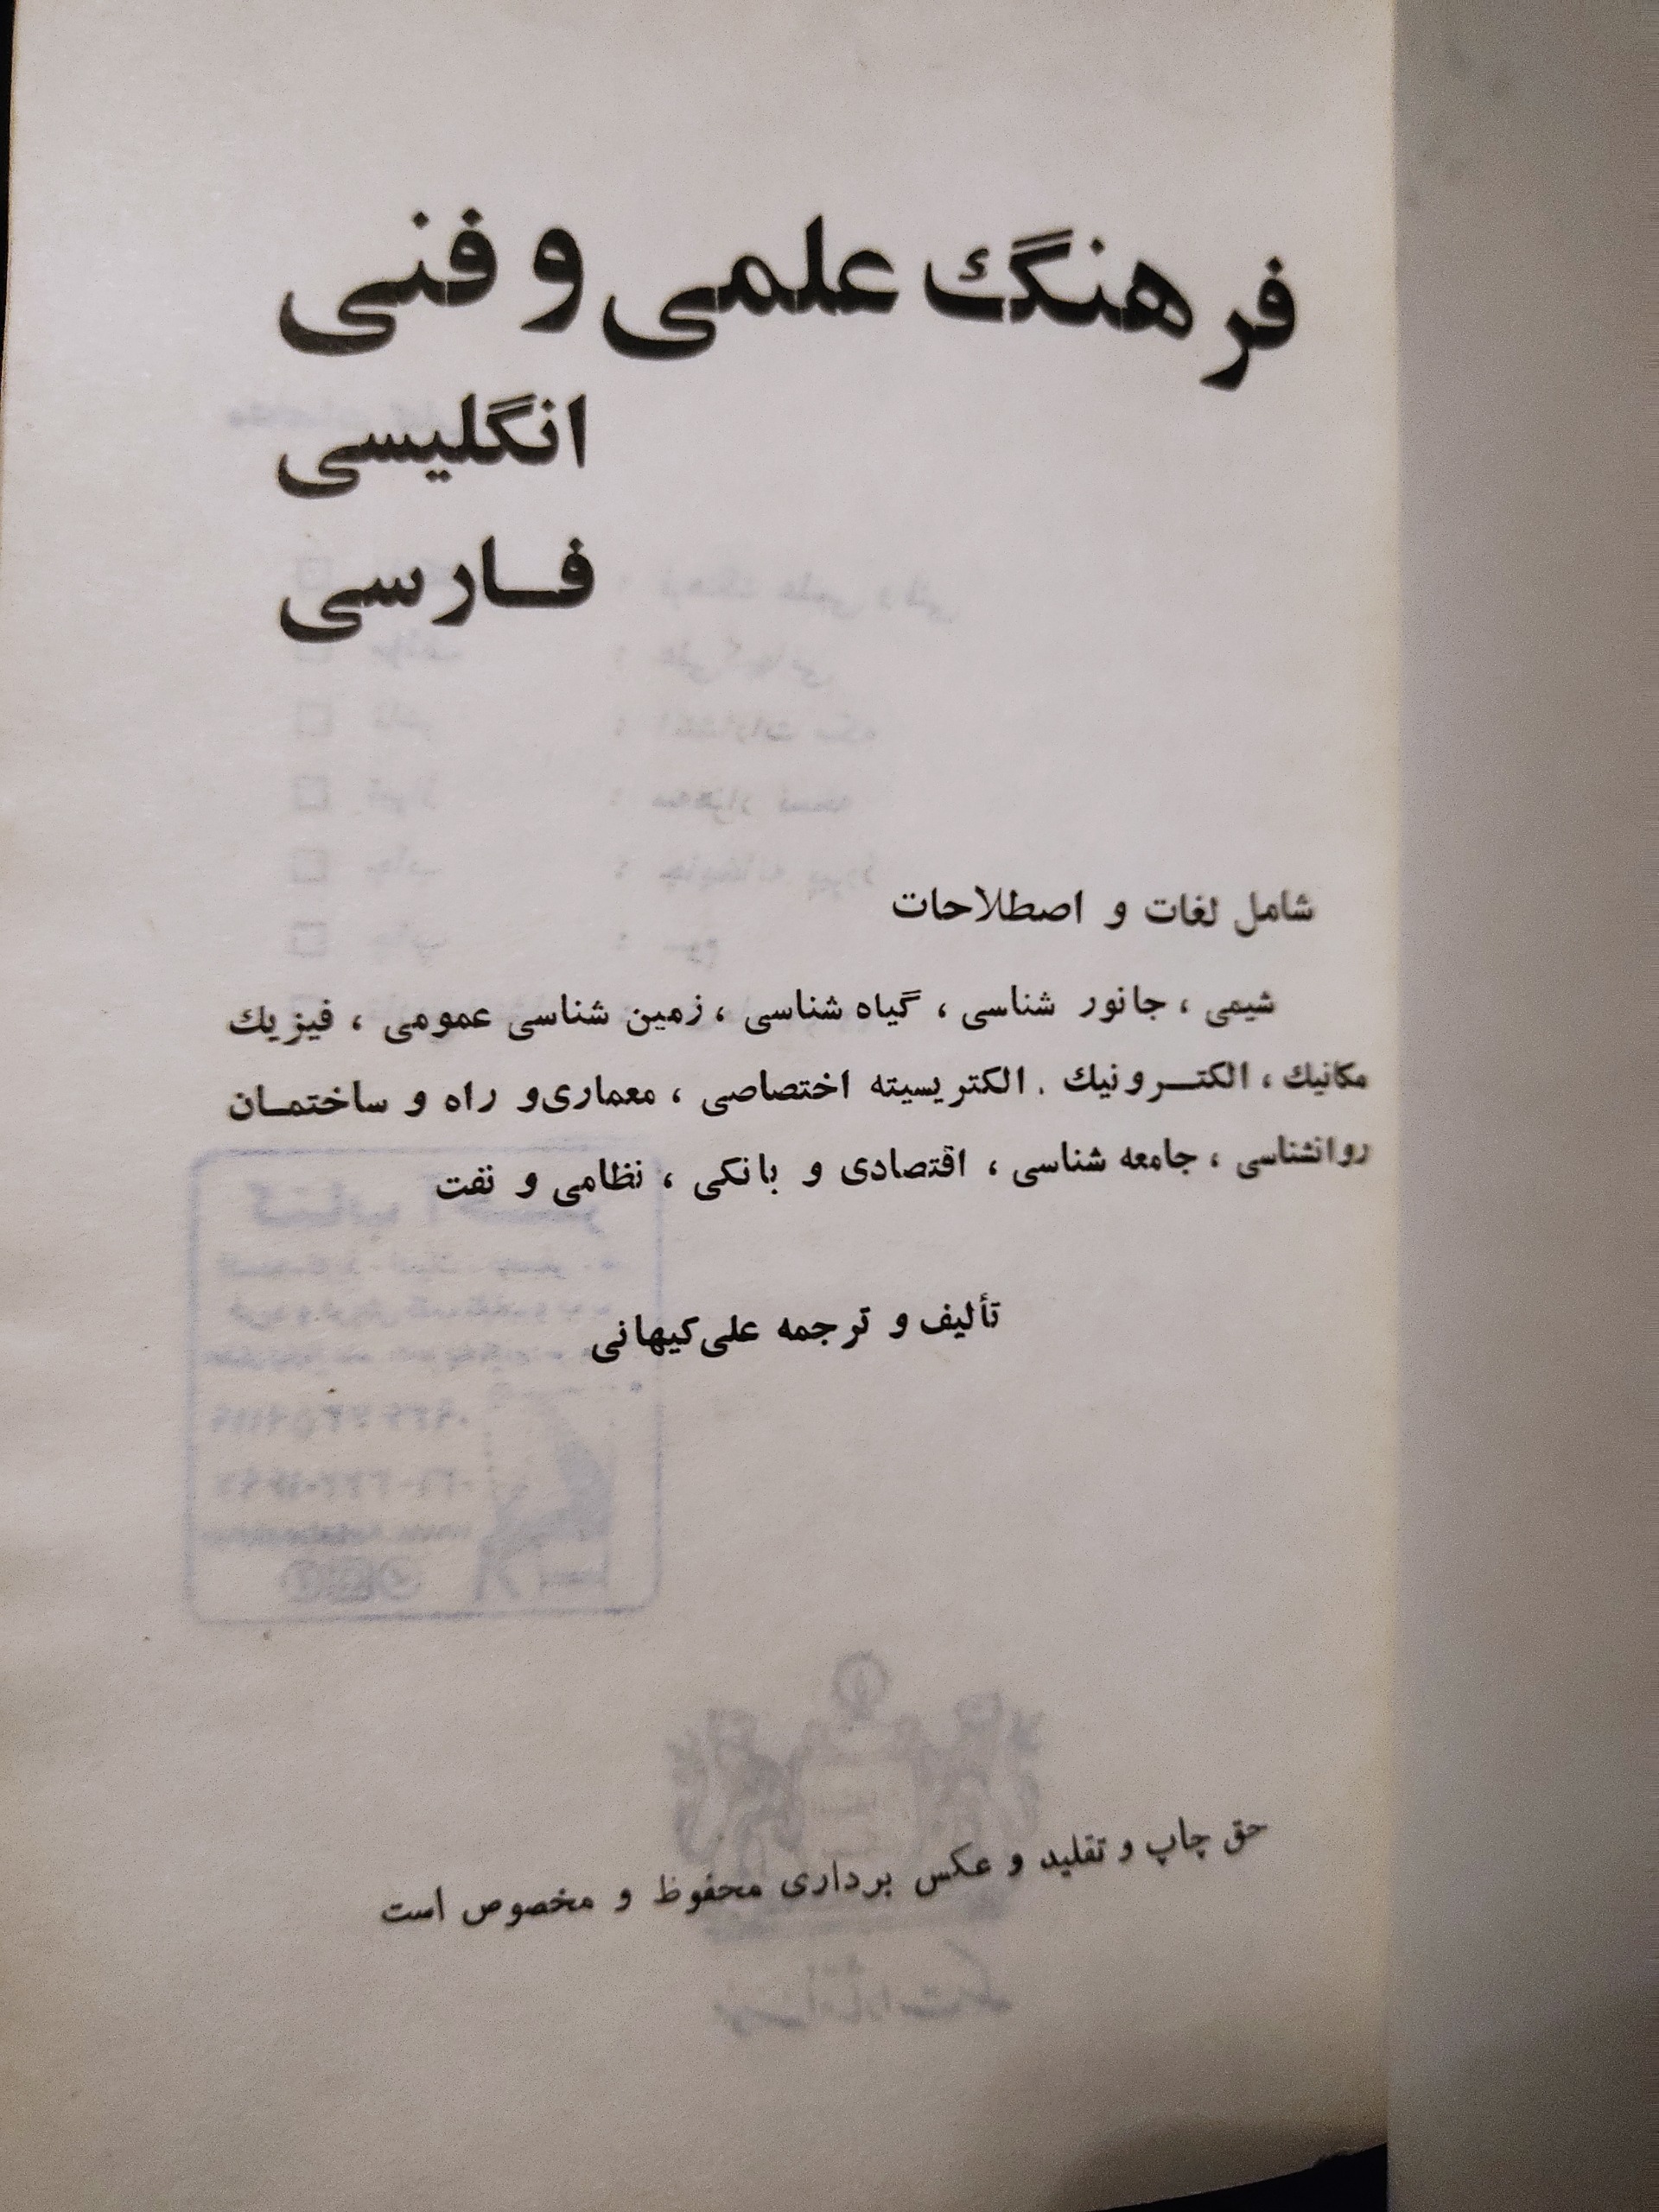 فرهنگ علمی و فنی
انگلیسی
فارسی
شامل لغات و اصطلاحات
شیمی ، جانور شناسی ، گیاه شناسی ، زمین شناسی عمومی ، فیزیك
مکانیك ، الکترونیك . الکتریسیته اختصاصی ، معماری و راه و ساختمان
روانشناسی ، جامعه شناسی ، اقتصادی و بانکی ، نظامی و نفت
تألیف و ترجمه علی کیهانی
حق چاپ و تقلید و عکس برداری محفوظ و مخصوص است